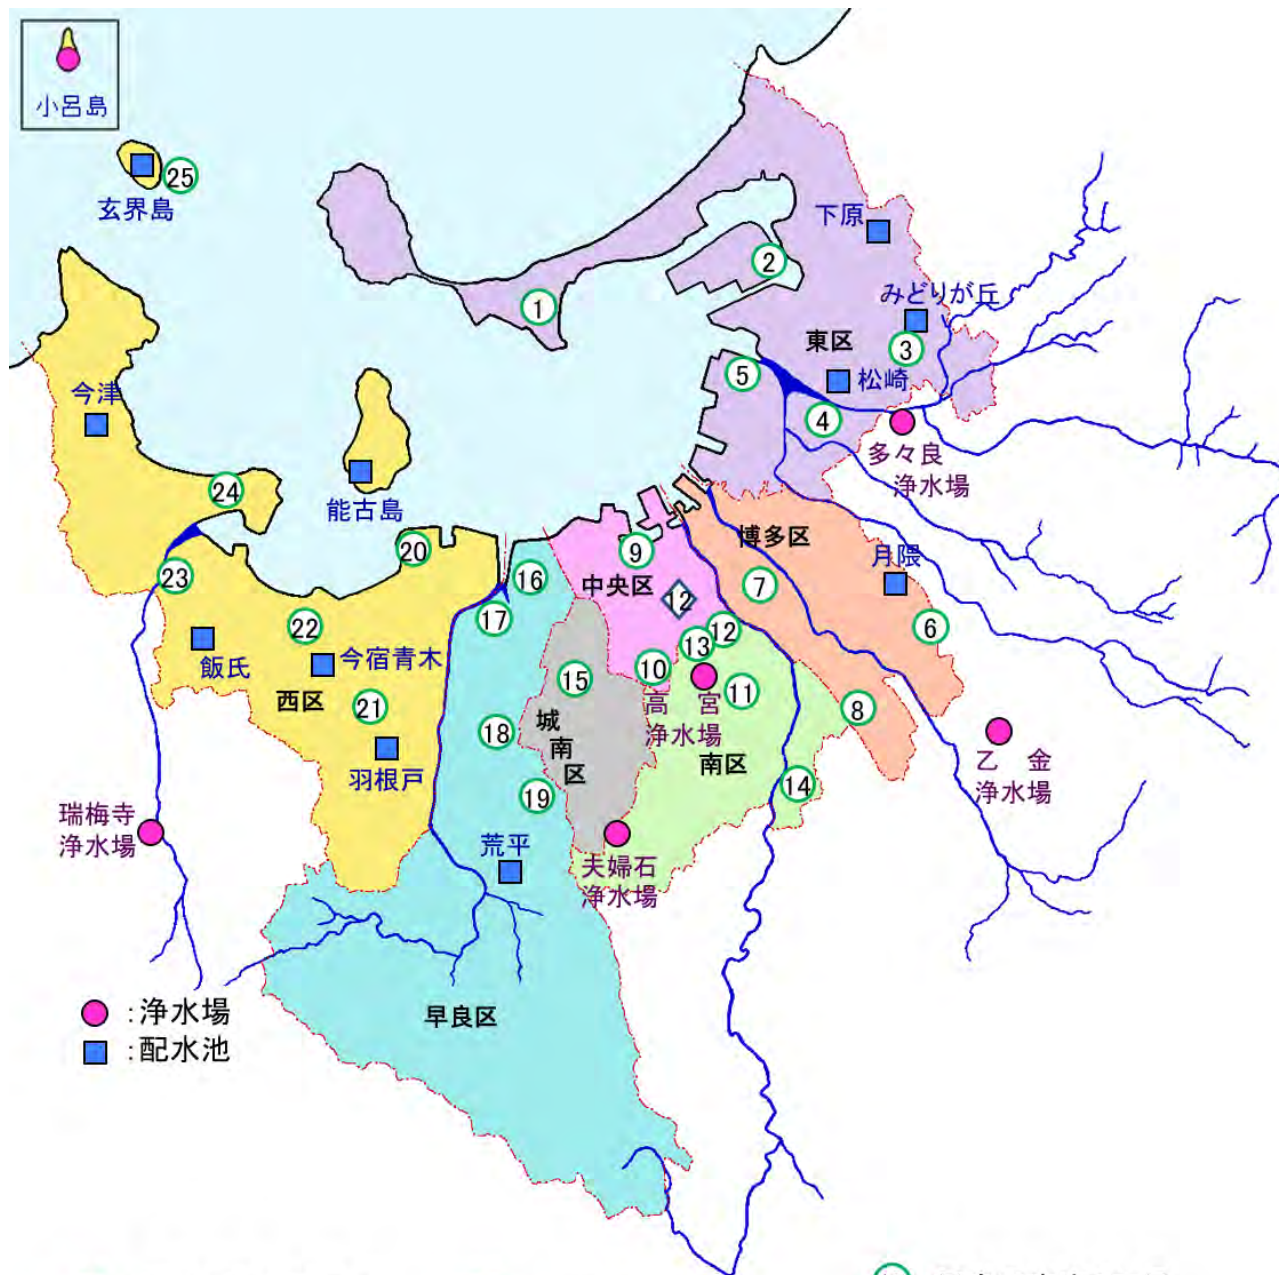 小呂島
25
玄界島
下原
2
1
みどりが丘
東区
3
5
松崎
今津
4
多々良
浄水場
24
能古島
博多区
20
9
月隈
23
16
中央区
7
12
17
22
12
6
13
飯氏
今宿青木
10
15
11
西区
21
高 宮
浄水場
8
18
城
南
区
南区
羽根戸
乙 金
浄水場
14
19
瑞梅寺
浄水場
荒平
夫婦石
浄水場
:浄水場
早良区
:配水池